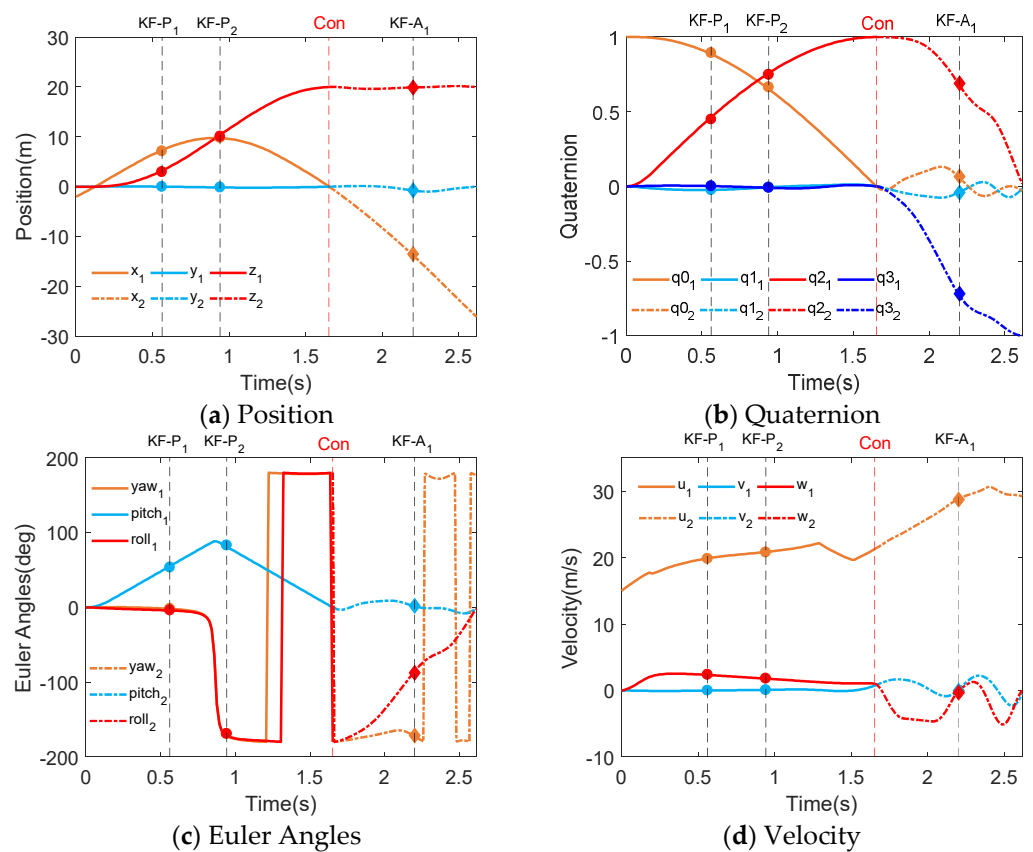 KF-P1 KF-P2 Con KF-A1
30
20
10
0
-10
-20
-30
Position(m)
x1 y1 z1
x2 y2 z2
0 0.5 1 1.5 2 2.5
Time(s)
(a) Position
KF-P1 KF-P2 Con KF-A1
1
0.5
0
-0.5
-1
Quaternion
q01 q11 q21 q31
q02 q12 q22 q32
0 0.5 1 1.5 2 2.5
Time(s)
(b) Quaternion
KF-P1 KF-P2 Con KF-A1
200
100
0
-100
-200
Euler Angles(deg)
yaw1
pitch1
roll1
yaw2
pitch2
roll2
0 0.5 1 1.5 2 2.5
Time(s)
(c) Euler Angles
KF-P1 KF-P2 Con KF-A1
30
20
10
0
-10
Velocity(m/s)
u1 v1 w1
u2 v2 w2
0 0.5 1 1.5 2 2.5
Time(s)
(d) Velocity